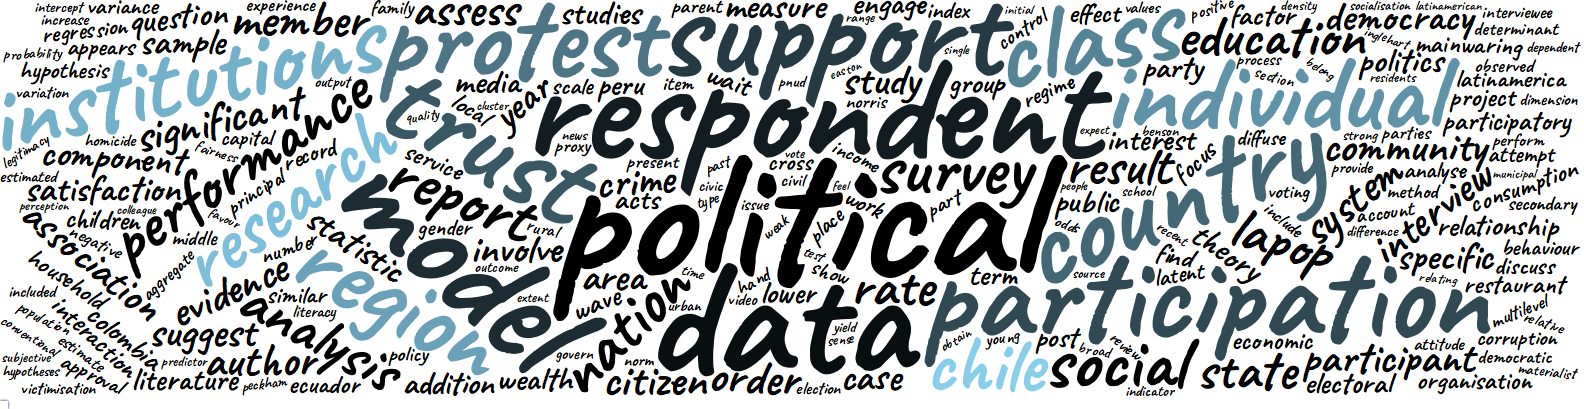 intercept variance
experience
family
assess
studies
parent measure
engage index
initial
effect values
positive
density
socialisation latinamerican
interviewee
increase
question
member
protest
support
range
control
class
factor
democracy
determinant
regression
appears sample
single
education
inglehart
mainwaring dependent
probability
hypothesis
institutions
output
media
scale peru
item
wait
pnud
easton
study
group
regime
party
process
section
belong
politics
residents
observed
latinamerica
variation
performance
trust
quality
cluster
local
year
respondent
norris
individual
project dimension
participatory
legitimacy
homicide
significant
capital
fairness
record
research
news
proxy
expect
benson
interest
diffuse
strong parties
perform
component
principal
service
present
past
vote
cross
civil
income
survey
result
focus
country
community
attempt
provide
analyse
estimated
satisfaction
favour
report
crime
acts
civic
type
issue
feel
work
part
people
school
public
voting
system
method
interview
municipal
consumption
secondary
perception
children
colleague
gender
rural
political
weak
place
odds
include
account
difference
relationship
association
negative
middle
number
statistic
model
involve
outcome
test
show
recent
find
theory
lapop
specific
behaviour
discuss
household
aggregate
evidence
region
extent
area
time
hand
video
lower
rate
term
source
latent
relating
restaurant
included
population
interaction
colombia
similar
literacy
wave
nation
urban
data
participation
multilevel
relative
conventional
estimate
suggest
analysis
yield
sense
obtain
young
post
broad
review
economic
attitude
corruption
subjective
hypotheses
approval
predictor
author
policy
govern
norm
chile
social
state
participant
democratic
materialist
victimisation
literature
peckham
ecuador
addition
wealth
citizen
order
election
case
indicator
electoral
organisation